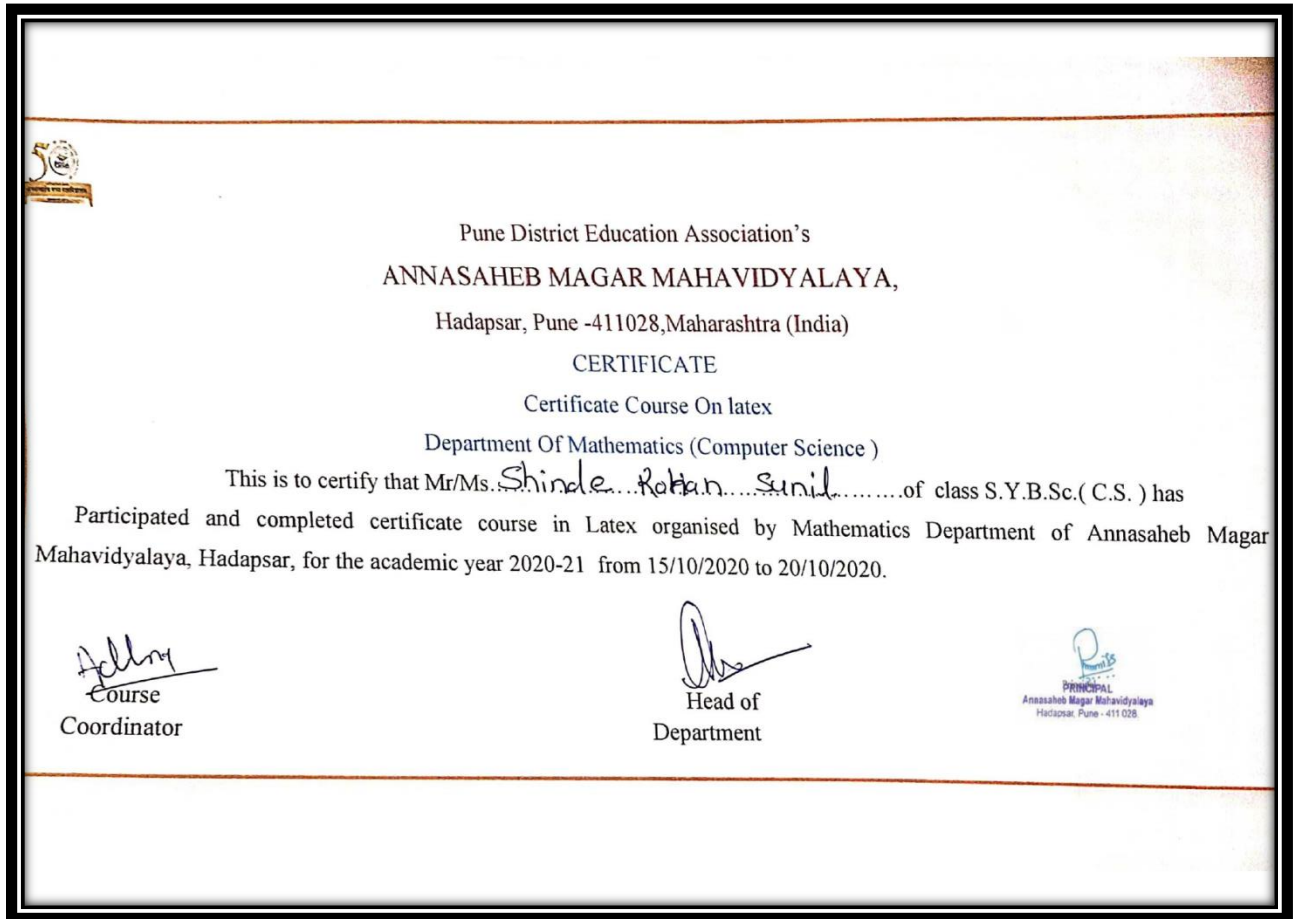 50
Pune District Education Association's
ANNASAHEB MAGAR MAHAVIDYALAYA,
Hadapsar, Pune -411028,Maharashtra (India)
CERTIFICATE
Certificate Course On latex
Department Of Mathematics (Computer Science )
This is to certify that Mr/Ms. Shinde Rohan Sunil of class S.Y.B.Sc.( C.S. ) has
Participated and completed certificate course in Latex organised by Mathematics Department of Annasaheb Magar
Mahavidyalaya, Hadapsar, for the academic year 2020-21 from 15/10/2020 to 20/10/2020.
Course
Coordinator
Head of
Department
PRINCIPAL
Annasaheb Magar Mahavidyalaya
Hadapsar, Pune - 411 028.